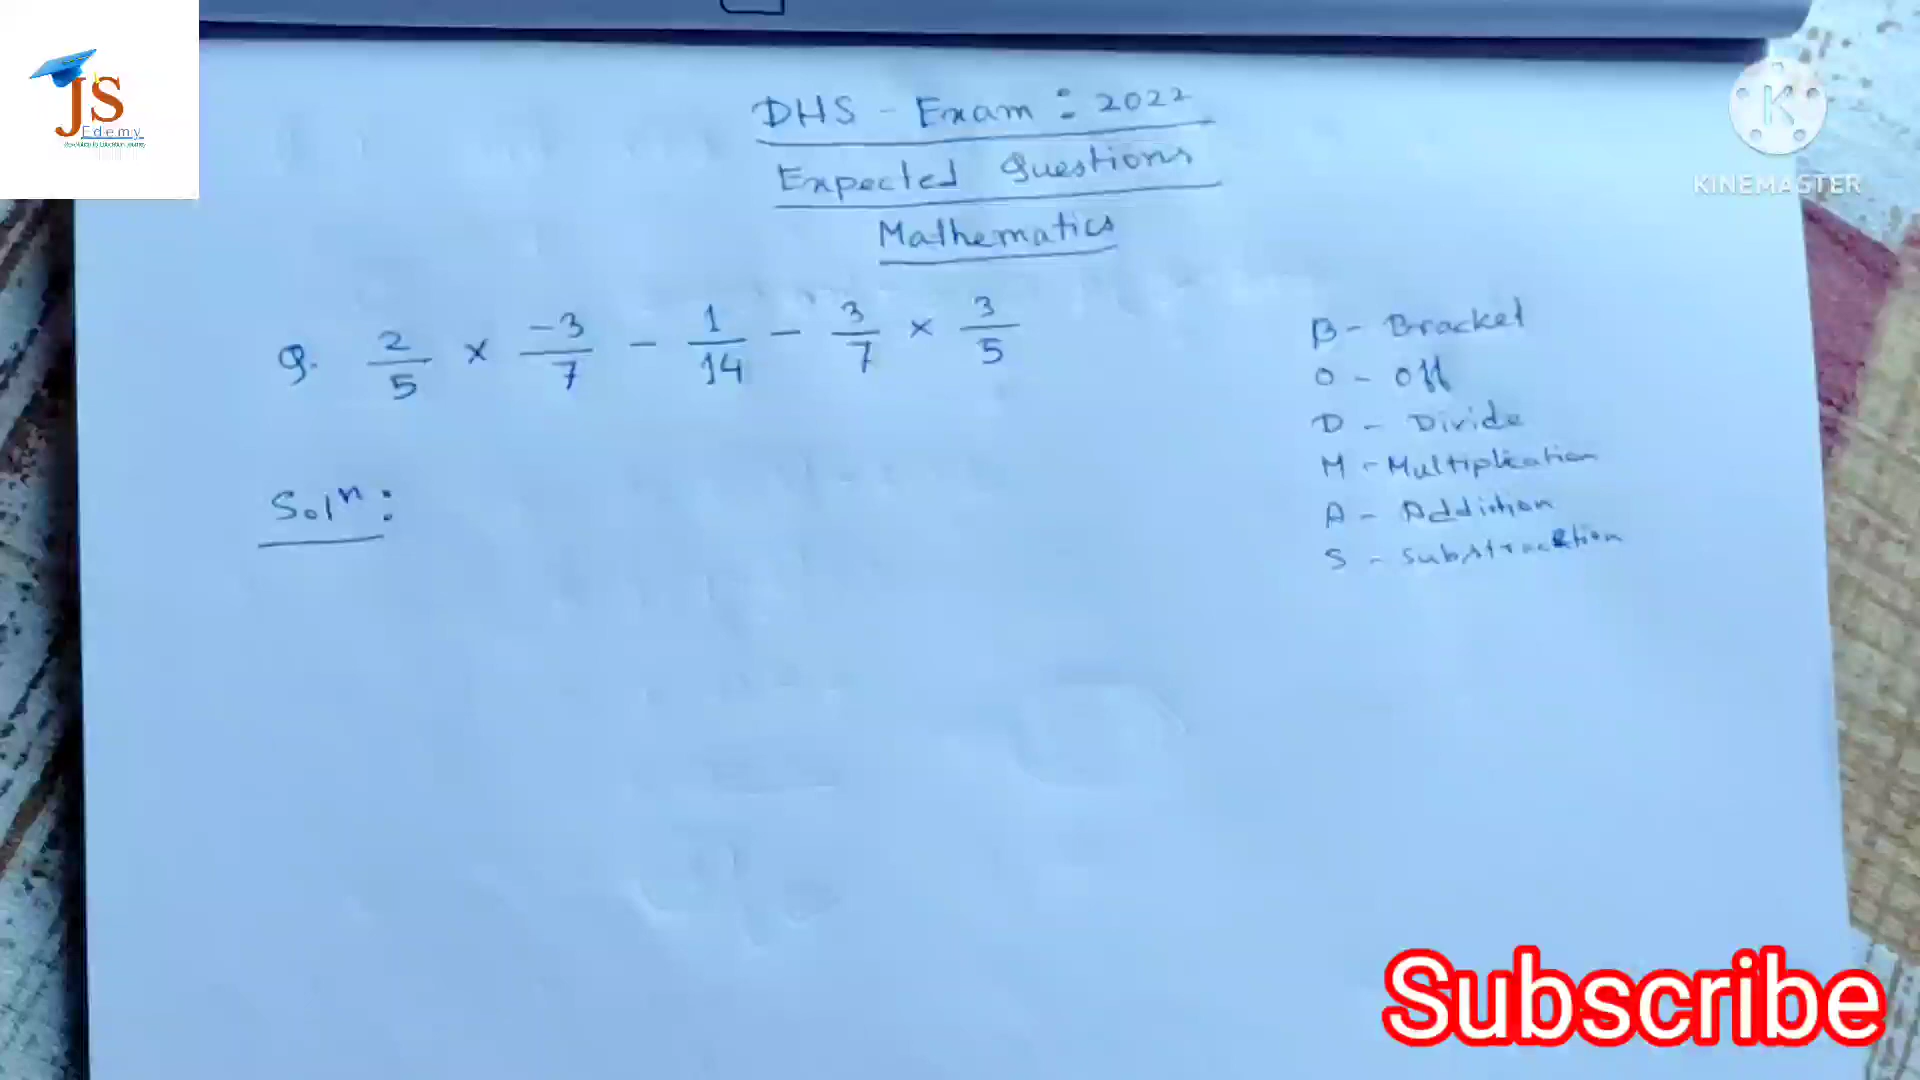 JS
Edemy
KINEMASTER
DHS - Exam : 2022
Expected Questions
Mathematics
Q. 2/5 × -3/7 - 1/14 - 3/7 × 3/5
Solⁿ :
B - Bracket
O - Off
D - Divide
M - Multiplication
A - Addition
S - Substraction
Subscribe